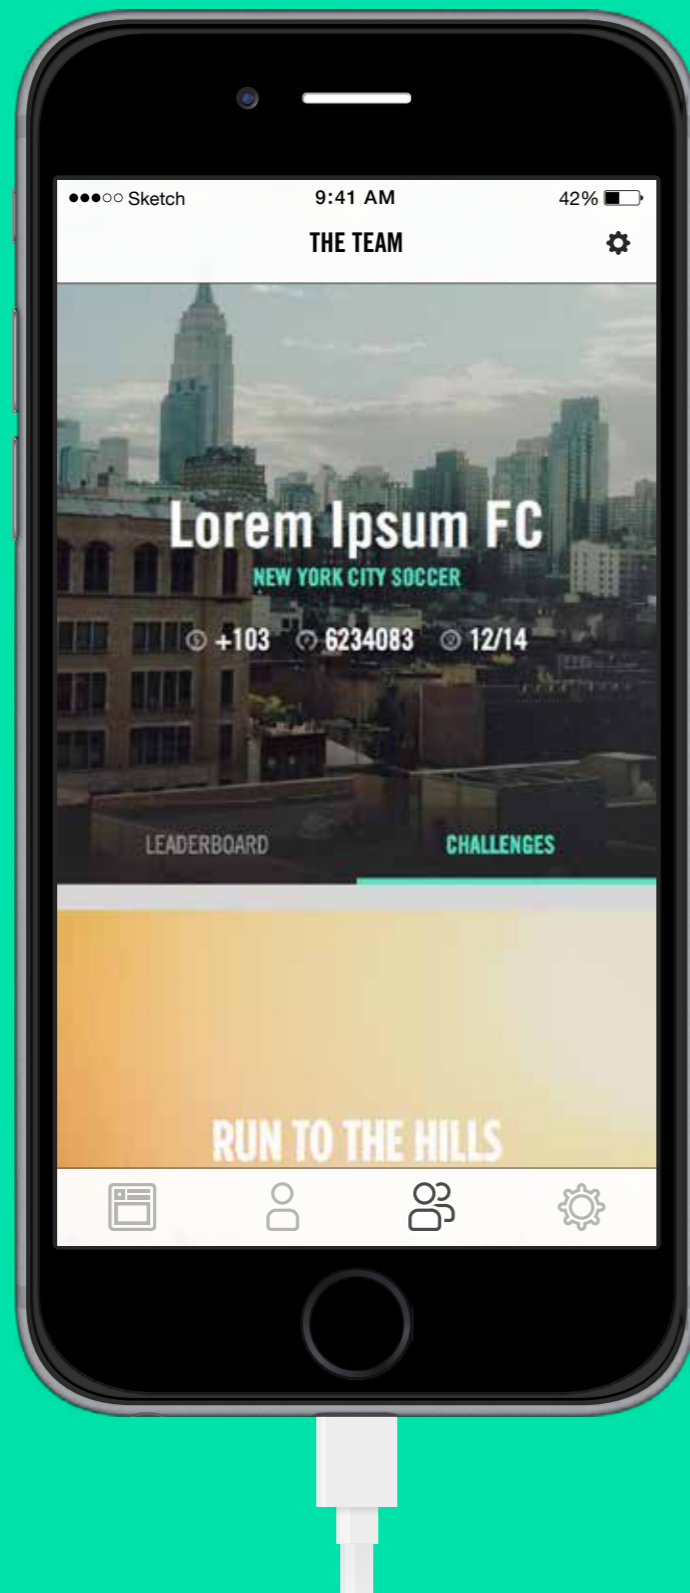 ●●●○○ Sketch 9:41 AM 42%
THE TEAM
Lorem Ipsum FC
NEW YORK CITY SOCCER
+103 6234083 12/14
LEADERBOARD CHALLENGES
RUN TO THE HILLS